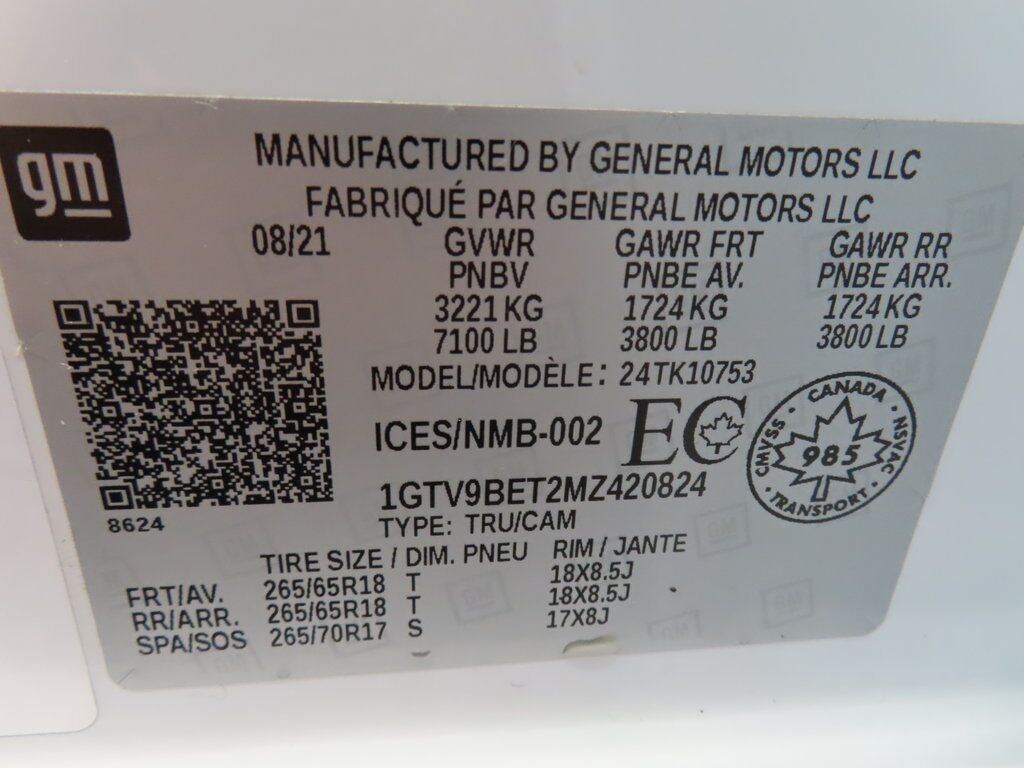 gm
MANUFACTURED BY GENERAL MOTORS LLC
FABRIQUÉ PAR GENERAL MOTORS LLC
08/21 GVWR GAWR FRT GAWR RR
PNBV PNBE AV. PNBE ARR.
3221 KG 1724 KG 1724 KG
7100 LB 3800 LB 3800 LB
MODEL/MODÈLE: 24TK10753
ICES/NMB-002 EC
CANADA
CMVSS 985 NSVAC
TRANSPORT
1GTV9BET2MZ420824
8624
TYPE: TRU/CAM
TIRE SIZE / DIM. PNEU RIM / JANTE
FRT/AV. 265/65R18 T 18X8.5J
RR/ARR. 265/65R18 T 18X8.5J
SPA/SOS 265/70R17 S 17X8J